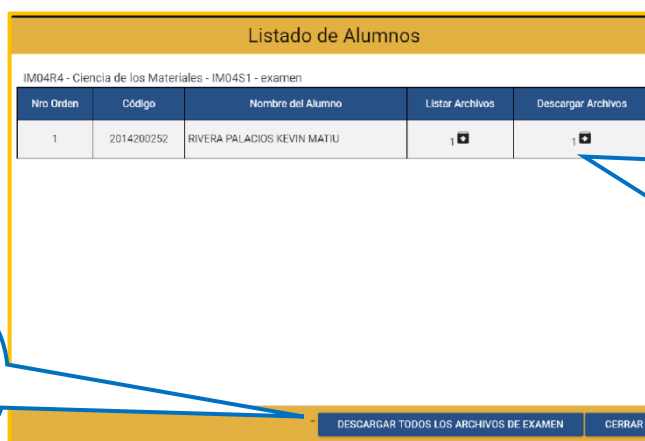 Listado de Alumnos
IM04R4 - Ciencia de los Materiales - IM04S1 - examen
Nro Orden Código Nombre del Alumno Listar Archivos Descargar Archivos
1 2014200252 RIVERA PALACIOS KEVIN MATIU 1 1
DESCARGAR TODOS LOS ARCHIVOS DE EXAMEN CERRAR